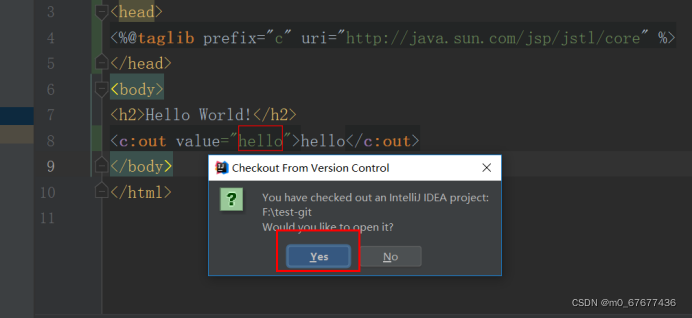 3 <head>
4 <%@taglib prefix="c" uri="http://java.sun.com/jsp/jstl/core" %>
5 </head>
6 <body>
7 <h2>Hello World!</h2>
8 <c:out value="hello">hello</c:out>
9 </body>
10 </html>
11
Checkout From Version Control
You have checked out an IntelliJ IDEA project:
F:\test-git
Would you like to open it?
Yes No
CSDN @m0_67677436